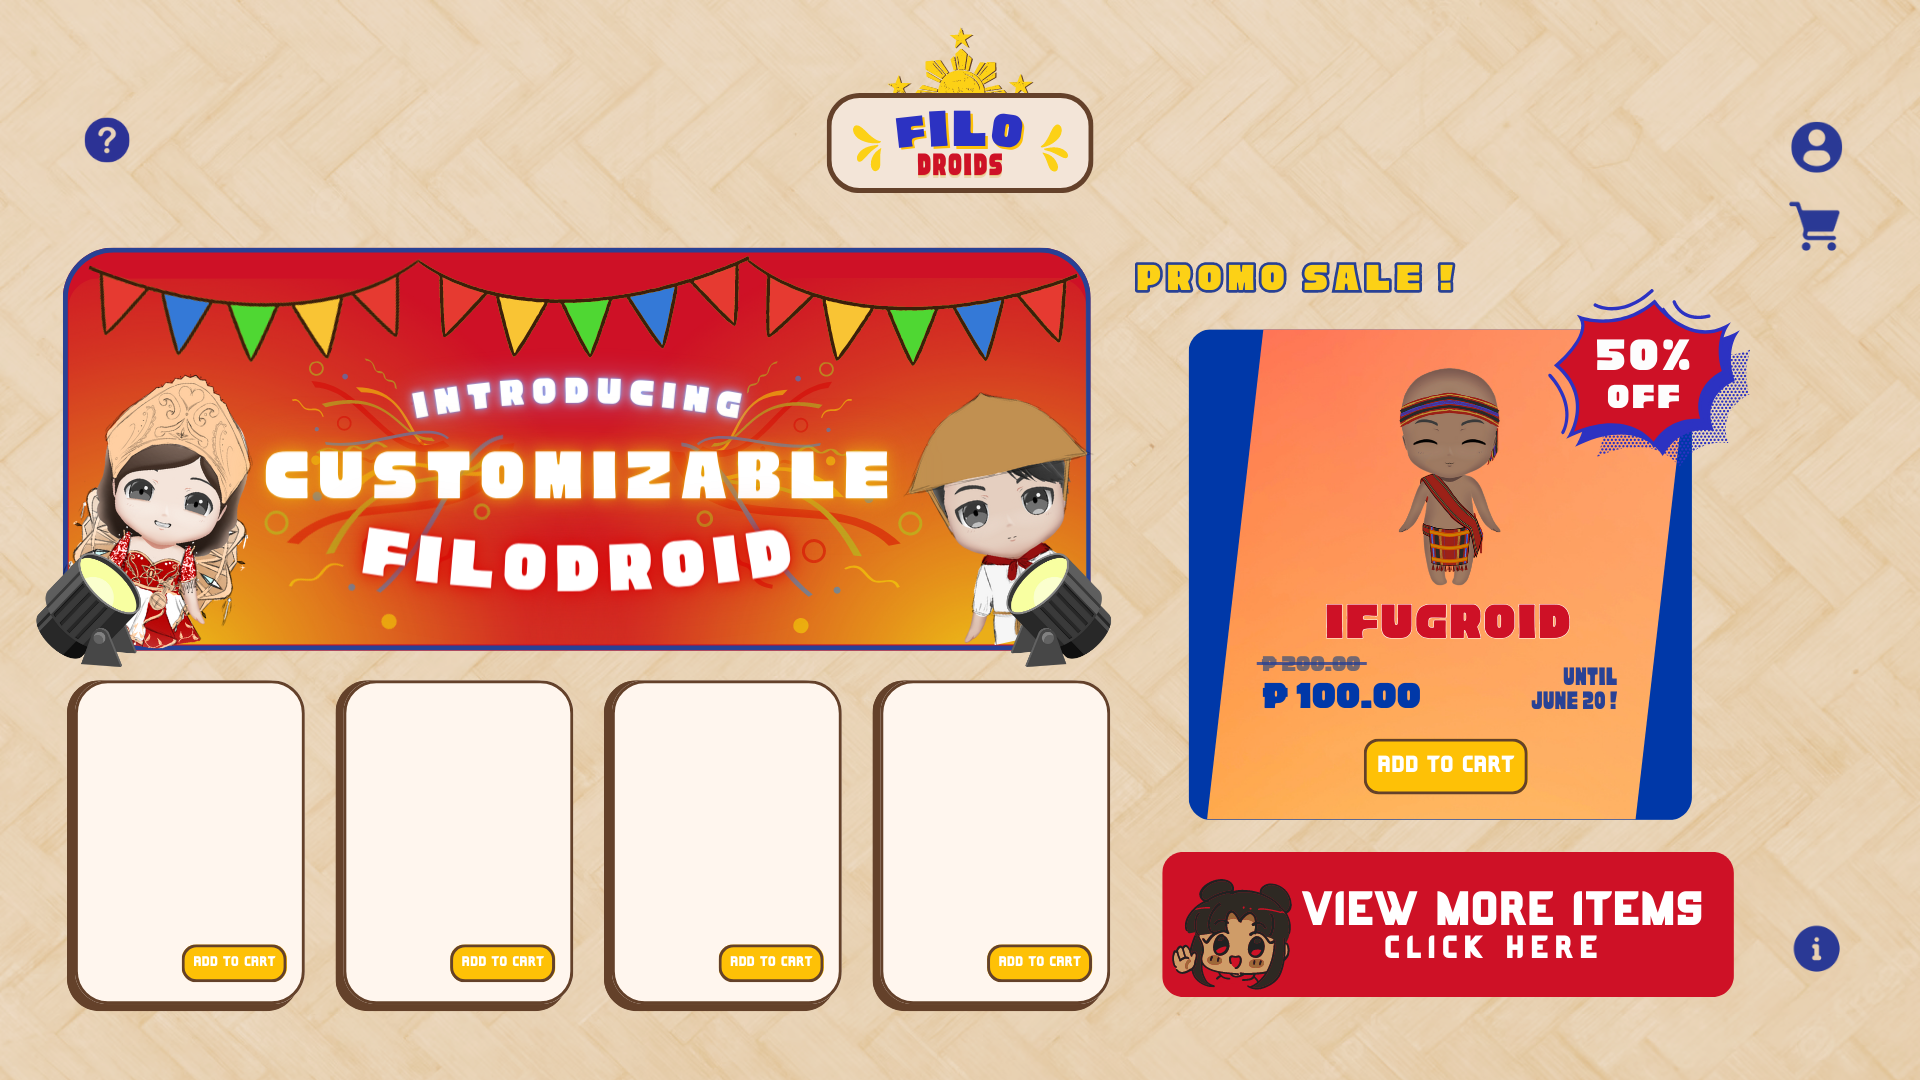 ?
FILO
DROIDS
INTRODUCING
CUSTOMIZABLE
FILODROID
PROMO SALE !
50%
OFF
IFUGROID
₱ 200.00
₱ 100.00
UNTIL
JUNE 20 !
ADD TO CART
ADD TO CART
ADD TO CART
ADD TO CART
ADD TO CART
VIEW MORE ITEMS
CLICK HERE
i